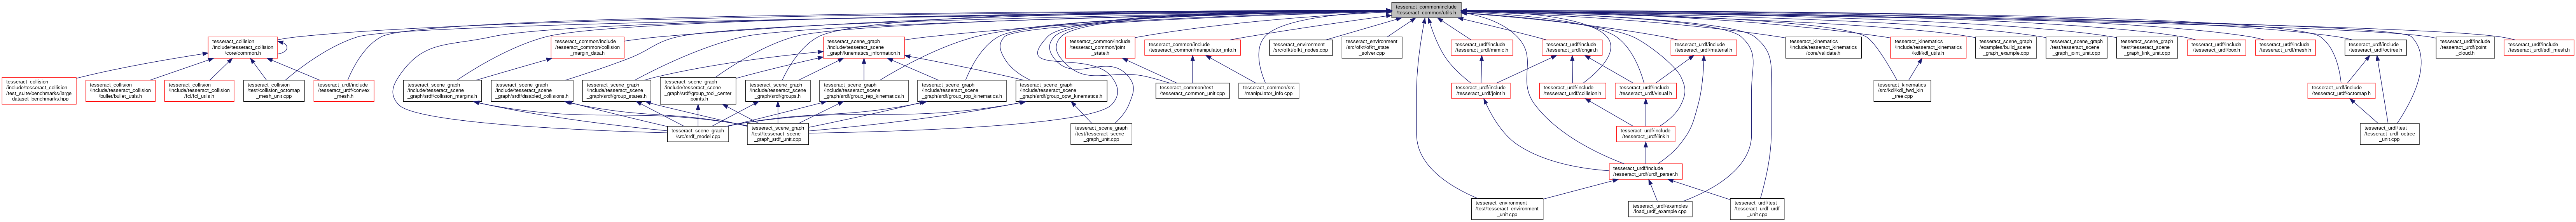 tesseract_common/include
/tesseract_common/utils.h
tesseract_collision
/include/tesseract_collision
/core/common.h
tesseract_common/include
/tesseract_common/collision
_margin_data.h
tesseract_scene_graph
/include/tesseract_scene
_graph/kinematics_information.h
tesseract_common/include
/tesseract_common/joint
_state.h
tesseract_common/include
/tesseract_common/manipulator_info.h
tesseract_environment
/src/ofkt/ofkt_nodes.cpp
tesseract_environment
/src/ofkt/ofkt_state
_solver.cpp
tesseract_urdf/include
/tesseract_urdf/mimic.h
tesseract_urdf/include
/tesseract_urdf/origin.h
tesseract_urdf/include
/tesseract_urdf/material.h
tesseract_kinematics
/include/tesseract_kinematics
/core/validate.h
tesseract_kinematics
/include/tesseract_kinematics
/kdl/kdl_utils.h
tesseract_scene_graph
/examples/build_scene
_graph_example.cpp
tesseract_scene_graph
/test/tesseract_scene
_graph_joint_unit.cpp
tesseract_scene_graph
/test/tesseract_scene
_graph_link_unit.cpp
tesseract_urdf/include
/tesseract_urdf/box.h
tesseract_urdf/include
/tesseract_urdf/mesh.h
tesseract_urdf/include
/tesseract_urdf/octree.h
tesseract_urdf/include
/tesseract_urdf/point
_cloud.h
tesseract_urdf/include
/tesseract_urdf/sdf_mesh.h
tesseract_collision
/include/tesseract_collision
/test_suite/benchmarks/large
_dataset_benchmarks.hpp
tesseract_collision
/include/tesseract_collision
/bullet/bullet_utils.h
tesseract_collision
/include/tesseract_collision
/fcl/fcl_utils.h
tesseract_collision
/test/collision_octomap
_mesh_unit.cpp
tesseract_urdf/include
/tesseract_urdf/convex
_mesh.h
tesseract_scene_graph
/include/tesseract_scene
_graph/srdf/collision_margins.h
tesseract_scene_graph
/include/tesseract_scene
_graph/srdf/disabled_collisions.h
tesseract_scene_graph
/include/tesseract_scene
_graph/srdf/group_states.h
tesseract_scene_graph
/include/tesseract_scene
_graph/srdf/group_tool_center
_points.h
tesseract_scene_graph
/include/tesseract_scene
_graph/srdf/groups.h
tesseract_scene_graph
/include/tesseract_scene
_graph/srdf/group_rep_kinematics.h
tesseract_scene_graph
/include/tesseract_scene
_graph/srdf/group_rop_kinematics.h
tesseract_scene_graph
/include/tesseract_scene
_graph/srdf/group_opw_kinematics.h
tesseract_common/test
/tesseract_common_unit.cpp
tesseract_common/src
/manipulator_info.cpp
tesseract_urdf/include
/tesseract_urdf/joint.h
tesseract_urdf/include
/tesseract_urdf/collision.h
tesseract_urdf/include
/tesseract_urdf/visual.h
tesseract_kinematics
/src/kdl/kdl_fwd_kin
_tree.cpp
tesseract_urdf/include
/tesseract_urdf/octomap.h
tesseract_scene_graph
/src/srdf_model.cpp
tesseract_scene_graph
/test/tesseract_scene
_graph_srdf_unit.cpp
tesseract_scene_graph
/test/tesseract_scene
_graph_unit.cpp
tesseract_urdf/include
/tesseract_urdf/link.h
tesseract_urdf/test
/tesseract_urdf_octree
_unit.cpp
tesseract_urdf/include
/tesseract_urdf/urdf_parser.h
tesseract_environment
/test/tesseract_environment
_unit.cpp
tesseract_urdf/examples
/load_urdf_example.cpp
tesseract_urdf/test
/tesseract_urdf_urdf
_unit.cpp